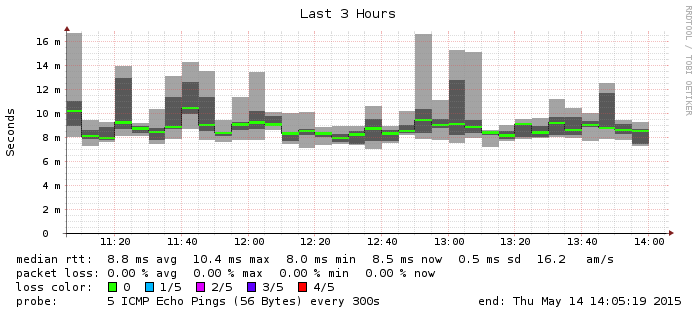 Last 3 Hours
RRDTOOL / TOBI OETIKER
Seconds
16 m
14 m
12 m
10 m
8 m
6 m
4 m
2 m
0
11:20 11:40 12:00 12:20 12:40 13:00 13:20 13:40 14:00
median rtt: 8.8 ms avg 10.4 ms max 8.0 ms min 8.5 ms now 0.5 ms sd 16.2 am/s
packet loss: 0.00 % avg 0.00 % max 0.00 % min 0.00 % now
loss color: 0 1/5 2/5 3/5 4/5
probe: 5 ICMP Echo Pings (56 Bytes) every 300s end: Thu May 14 14:05:19 2015